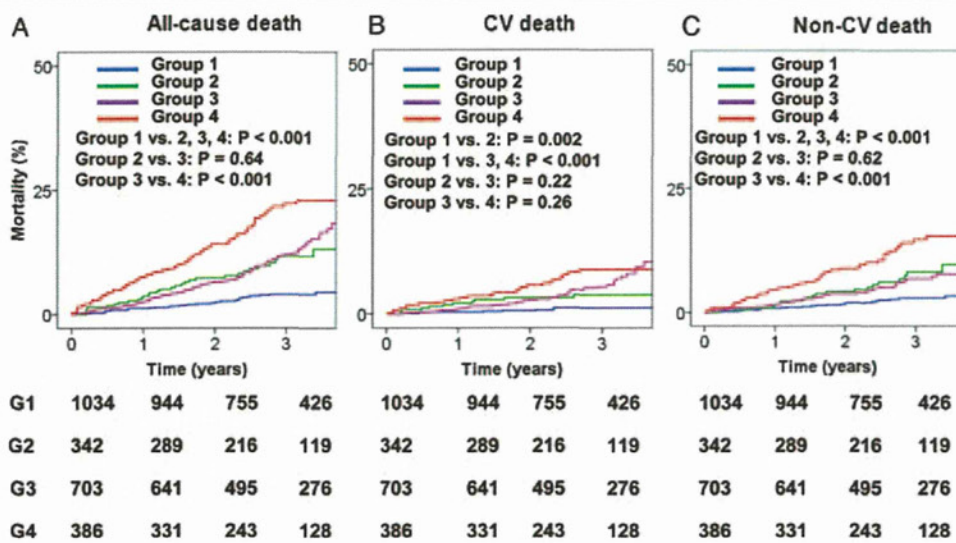 A All-cause death
50
Group 1
Group 2
Group 3
Group 4
Group 1 vs. 2, 3, 4: P < 0.001
Group 2 vs. 3: P = 0.64
Group 3 vs. 4: P < 0.001
25
0
Mortality (%)
0 1 2 3
Time (years)
B CV death
50
Group 1
Group 2
Group 3
Group 4
Group 1 vs. 2: P = 0.002
Group 1 vs. 3, 4: P < 0.001
Group 2 vs. 3: P = 0.22
Group 3 vs. 4: P = 0.26
25
0
0 1 2 3
Time (years)
C Non-CV death
50
Group 1
Group 2
Group 3
Group 4
Group 1 vs. 2, 3, 4: P < 0.001
Group 2 vs. 3: P = 0.62
Group 3 vs. 4: P < 0.001
25
0
0 1 2 3
Time (years)
G1 1034 944 755 426 1034 944 755 426 1034 944 755 426
G2 342 289 216 119 342 289 216 119 342 289 216 119
G3 703 641 495 276 703 641 495 276 703 641 495 276
G4 386 331 243 128 386 331 243 128 386 331 243 128